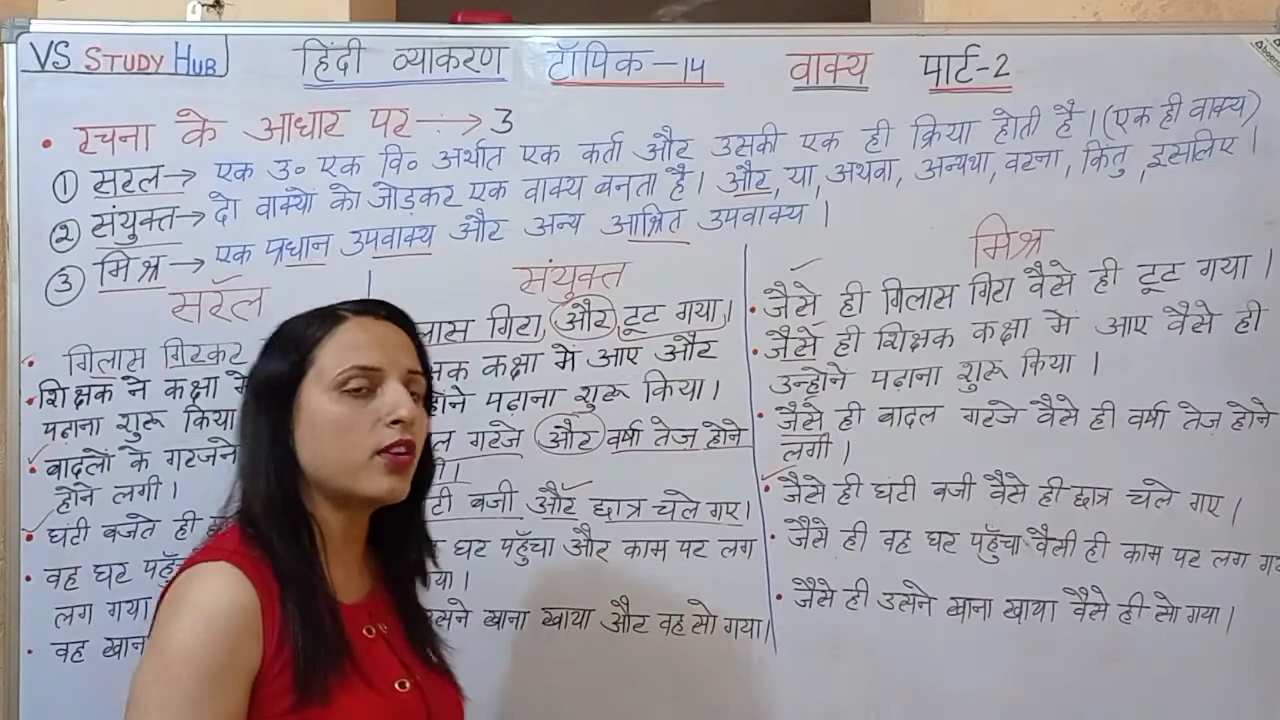 VS STUDY HUB
हिंदी व्याकरण टॉपिक-14 वाक्य पार्ट-2
• रचना के आधार पर → 3
① सरल → एक उ० एक वि० अर्थात एक कर्ता और उसकी एक ही क्रिया होती है। (एक ही वाक्य)
② संयुक्त → दो वाक्यों को जोड़कर एक वाक्य बनता है। और, या, अथवा, अन्यथा, वरना, किंतु, इसलिए।
③ मिश्र → एक प्रधान उपवाक्य और अन्य आश्रित उपवाक्य।
सरल
• गिलास गिरकर
• शिक्षक ने कक्षा में
पढ़ाना शुरू किया
• बादलों के गरजने
होने लगी।
• घंटी बजते ही
• वह घर
लग गया
• वह खान
संयुक्त
लास गिरा, और टूट गया।
क कक्षा में आए और
होंने पढ़ाना शुरू किया।
ल गरजे और वर्षा तेज़ होने
गी।
टी बजी और छात्र चले गए।
घर पहुँचा और काम पर लग
गया।
उसने खाना खाया और वह सो गया।
मिश्र
• जैसे ही गिलास गिरा वैसे ही टूट गया।
• जैसे ही शिक्षक कक्षा में आए वैसे ही
उन्होंने पढ़ाना शुरू किया।
• जैसे ही बादल गरजे वैसे ही वर्षा तेज़ होने
लगी।
• जैसे ही घंटी बजी वैसे ही छात्र चले गए।
• जैसे ही वह घर पहुँचा वैसी ही काम पर लग गय
• जैसे ही उसने खाना खाया वैसे ही सो गया।